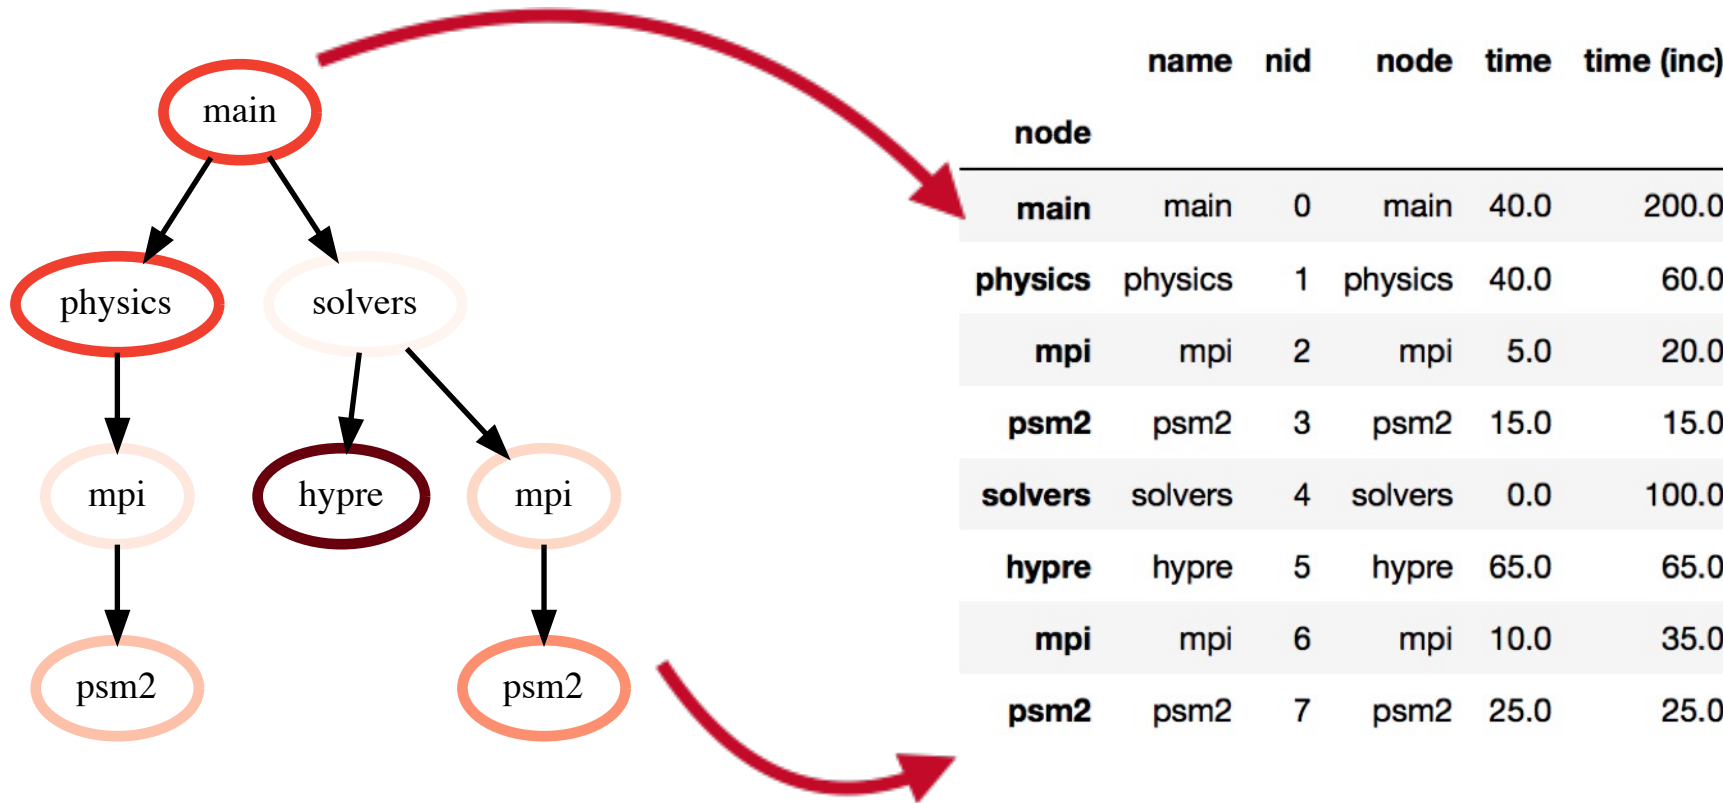 main
physics
solvers
mpi
hypre
mpi
psm2
psm2
name nid node time time (inc)
node
main main 0 main 40.0 200.0
physics physics 1 physics 40.0 60.0
mpi mpi 2 mpi 5.0 20.0
psm2 psm2 3 psm2 15.0 15.0
solvers solvers 4 solvers 0.0 100.0
hypre hypre 5 hypre 65.0 65.0
mpi mpi 6 mpi 10.0 35.0
psm2 psm2 7 psm2 25.0 25.0